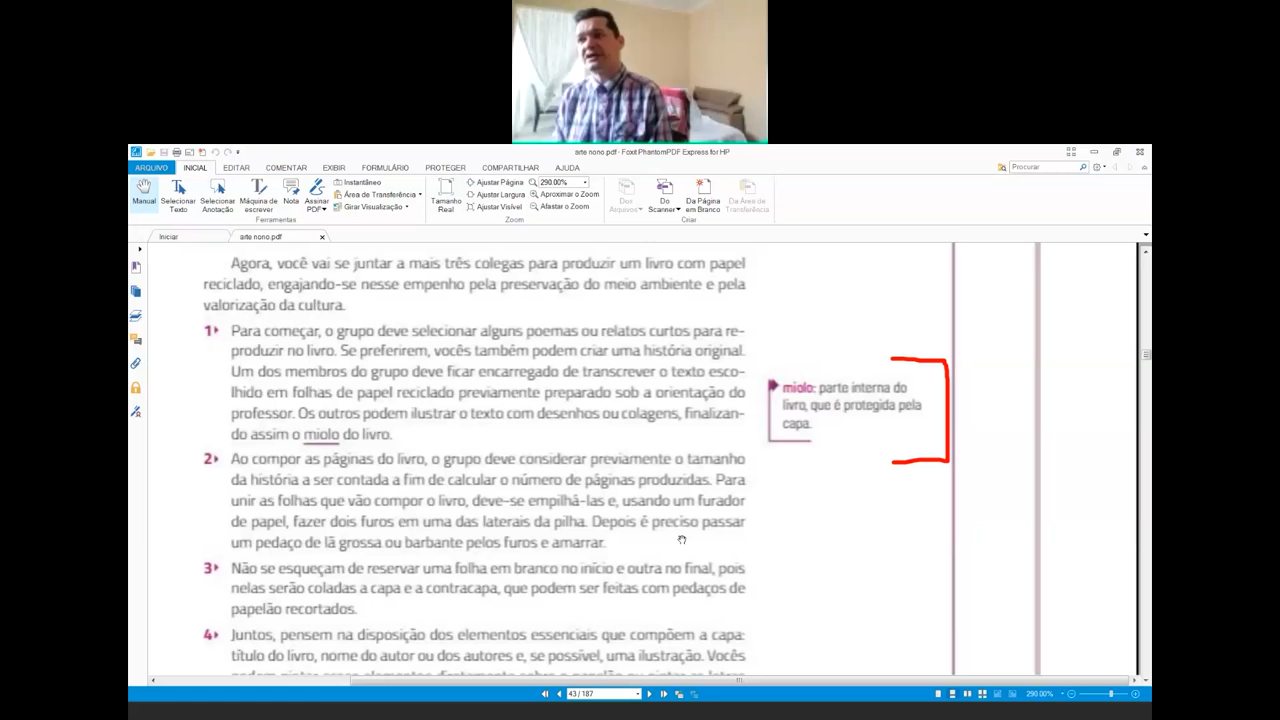 arte nono.pdf - Foxit PhantomPDF Express for HP
ARQUIVO INICIAL EDITAR COMENTAR EXIBIR FORMULÁRIO PROTEGER COMPARTILHAR AJUDA
Procurar
Manual
Selecionar Texto
Selecionar Anotação
Máquina de escrever
Nota
Assinar PDF
Instantâneo
Área de Transferência
Girar Visualização
Ferramentas
Tamanho Real
Ajustar Página
Ajustar Largura
Ajustar Visível
290.00%
Aproximar o Zoom
Afastar o Zoom
Zoom
Dos Arquivos
Do Scanner
Da Página em Branco
Da Área de Transferência
Criar
Iniciar
arte nono.pdf
Agora, você vai se juntar a mais três colegas para produzir um livro com papel
reciclado, engajando-se nesse empenho pela preservação do meio ambiente e pela
valorização da cultura.
1 Para começar, o grupo deve selecionar alguns poemas ou relatos curtos para re-
produzir no livro. Se preferirem, vocês também podem criar uma história original.
Um dos membros do grupo deve ficar encarregado de transcrever o texto esco-
lhido em folhas de papel reciclado previamente preparado sob a orientação do
professor. Os outros podem ilustrar o texto com desenhos ou colagens, finalizan-
do assim o miolo do livro.
miolo: parte interna do
livro, que é protegida pela
capa.
2 Ao compor as páginas do livro, o grupo deve considerar previamente o tamanho
da história a ser contada a fim de calcular o número de páginas produzidas. Para
unir as folhas que vão compor o livro, deve-se empilhá-las e, usando um furador
de papel, fazer dois furos em uma das laterais da pilha. Depois é preciso passar
um pedaço de lã grossa ou barbante pelos furos e amarrar.
3 Não se esqueçam de reservar uma folha em branco no início e outra no final, pois
nelas serão coladas a capa e a contracapa, que podem ser feitas com pedaços de
papelão recortados.
4 Juntos, pensem na disposição dos elementos essenciais que compõem a capa:
título do livro, nome do autor ou dos autores e, se possível, uma ilustração. Vocês
43 / 187
290.00%